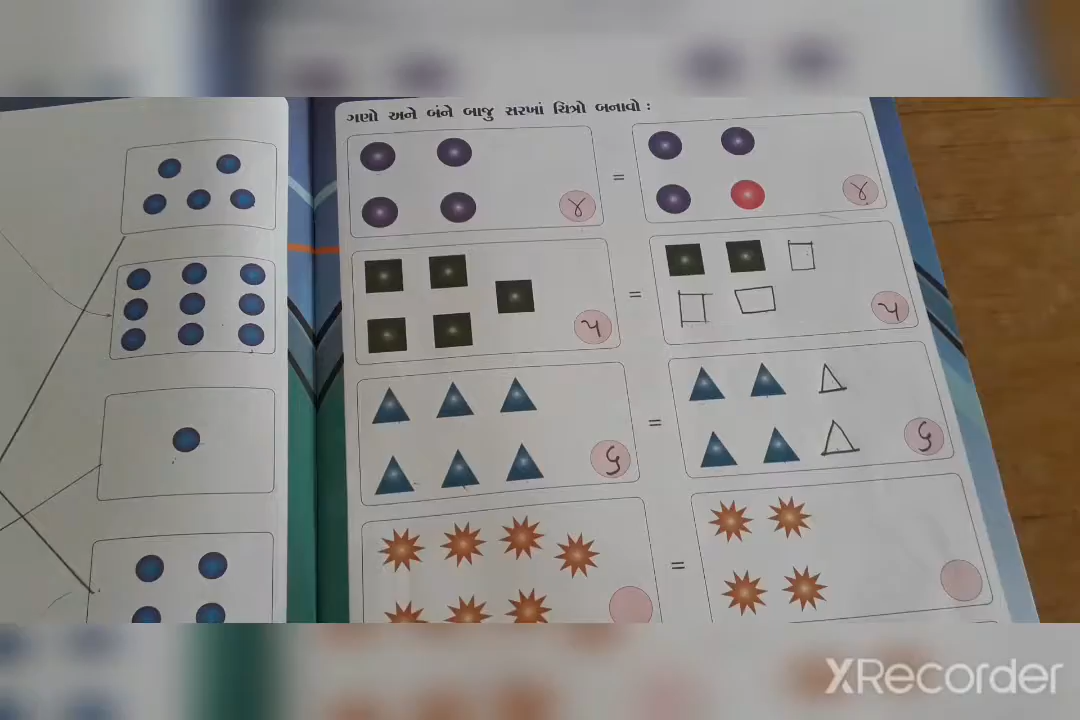 ગણો અને બંને બાજુ સરખાં ચિત્રો બનાવો :
૪ = ૪
૫ = ૫
૬ = ૬
=
XRecorder